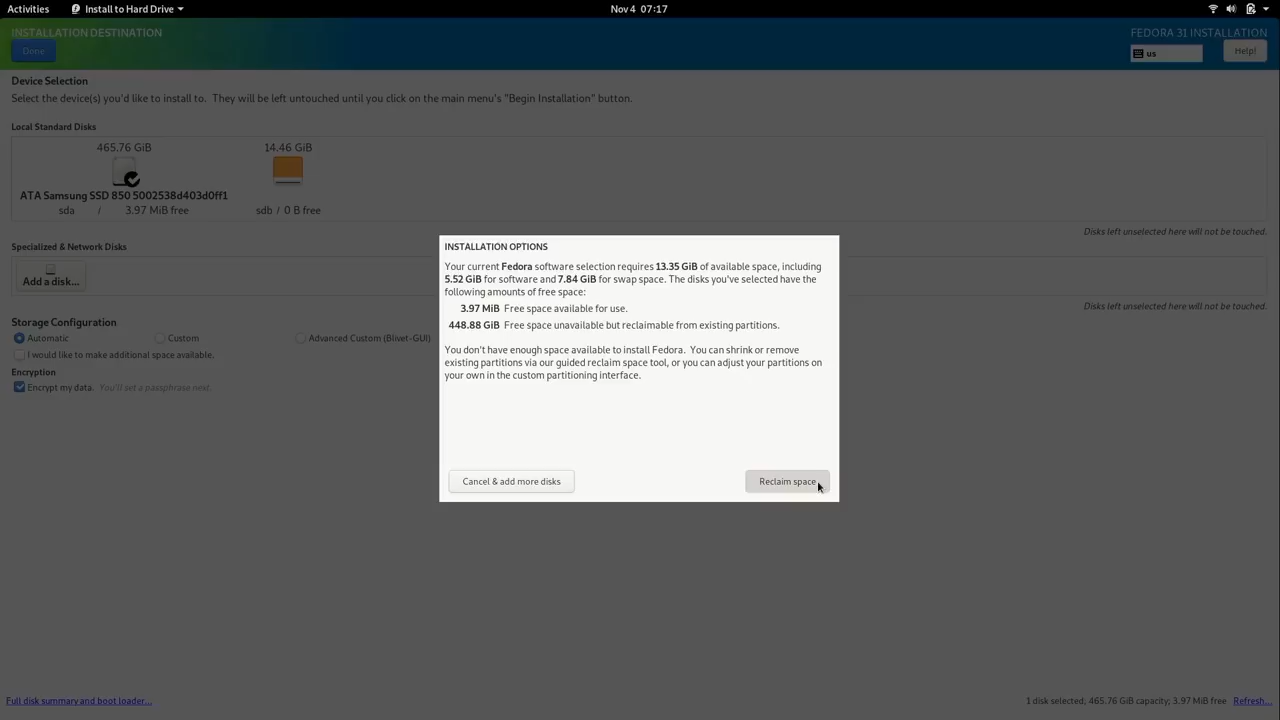 Activities Install to Hard Drive Nov 4 07:17
INSTALLATION DESTINATION FEDORA 31 INSTALLATION
Done us Help!
Device Selection
Select the device(s) you'd like to install to. They will be left untouched until you click on the main menu's "Begin Installation" button.
Local Standard Disks
465.76 GiB 14.46 GiB
ATA Samsung SSD 850 5002538d403d0ff1
sda / 3.97 MiB free sdb / 0 B free
Disks left unselected here will not be touched.
Specialized & Network Disks
Add a disk...
Disks left unselected here will not be touched.
Storage Configuration
Automatic Custom Advanced Custom (Blivet-GUI)
I would like to make additional space available.
Encryption
Encrypt my data. You'll set a passphrase next.
INSTALLATION OPTIONS
Your current Fedora software selection requires 13.35 GiB of available space, including
5.52 GiB for software and 7.84 GiB for swap space. The disks you've selected have the
following amounts of free space:
3.97 MiB Free space available for use.
448.88 GiB Free space unavailable but reclaimable from existing partitions.
You don't have enough space available to install Fedora. You can shrink or remove
existing partitions via our guided reclaim space tool, or you can adjust your partitions on
your own in the custom partitioning interface.
Cancel & add more disks Reclaim space
Full disk summary and boot loader... 1 disk selected; 465.76 GiB capacity; 3.97 MiB free Refresh...